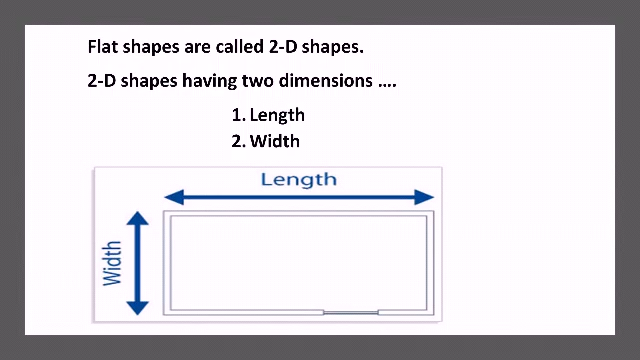 Flat shapes are called 2-D shapes.
2-D shapes having two dimensions ....
1. Length
2. Width
Length
Width